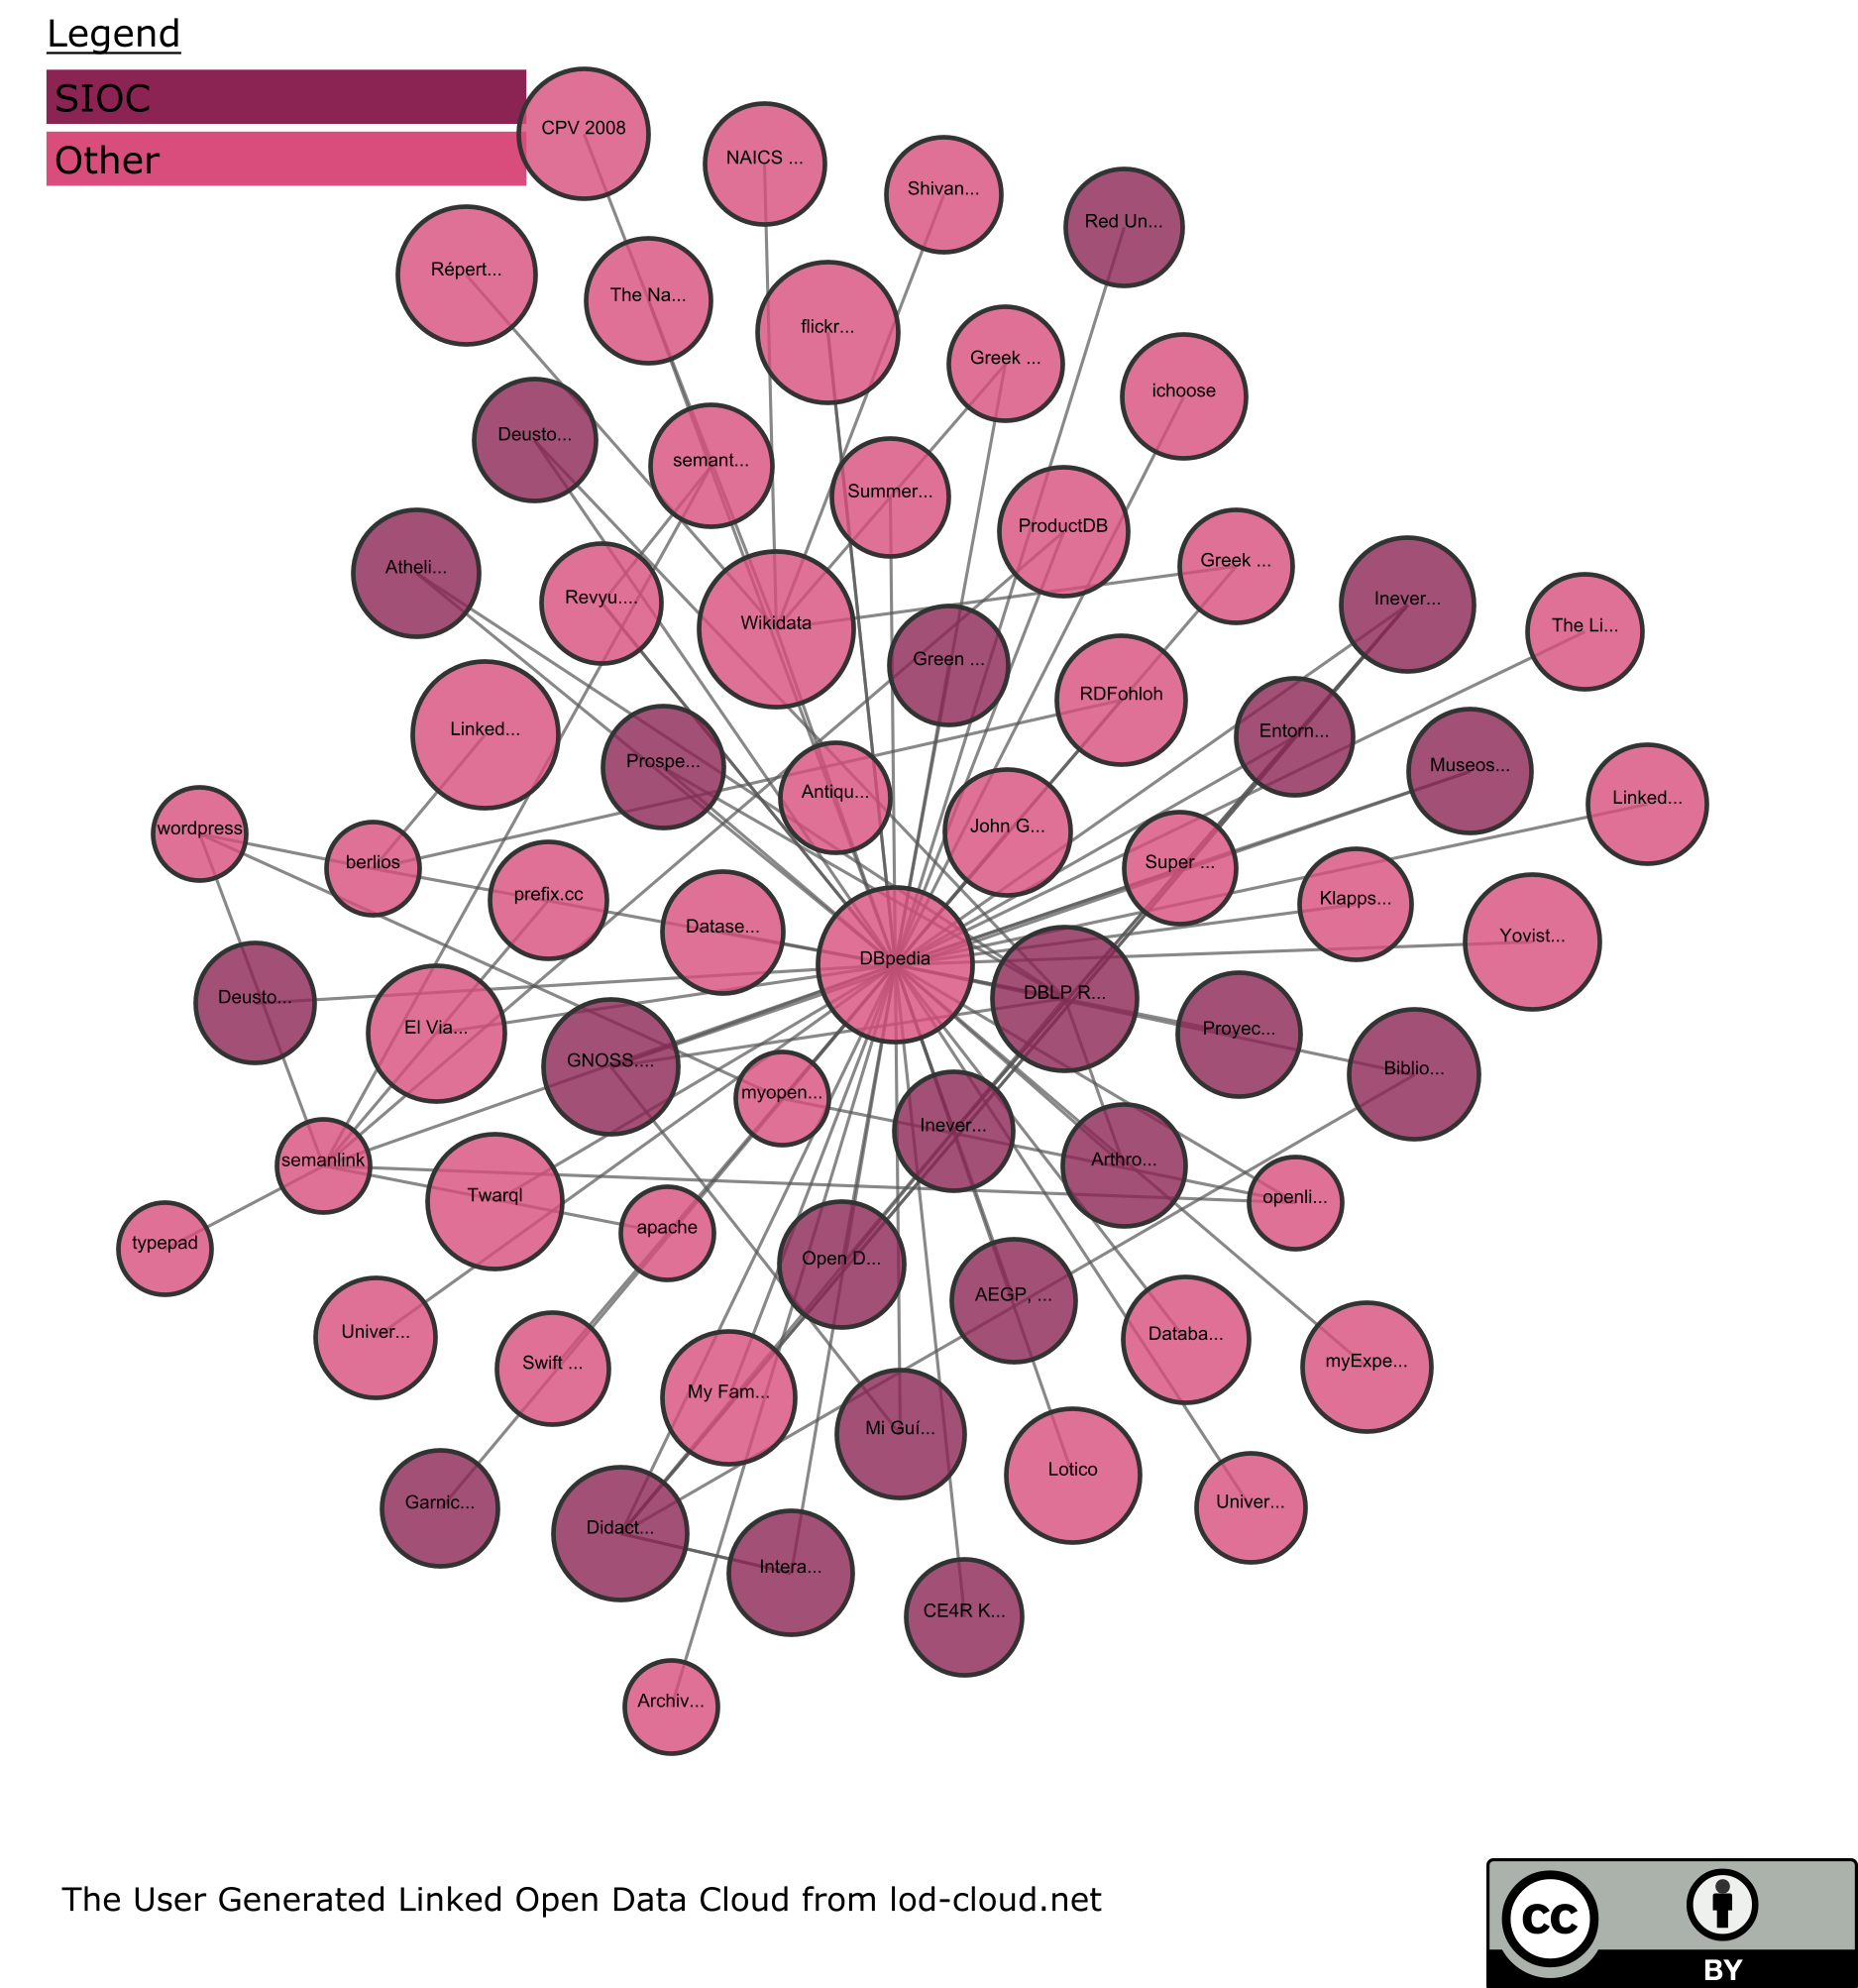 Legend
SIOC
Other
CPV 2008
NAICS ...
Shivan...
Red Un...
Répert...
The Na...
flickr...
Greek ...
ichoose
Deusto...
semant...
Summer...
ProductDB
Greek ...
Atheli...
Revyu....
Wikidata
Green ...
Inever...
The Li...
Linked...
Prospe...
RDFohloh
Entorn...
Museos...
Linked...
wordpress
berlios
prefix.cc
Antiqu...
John G...
Super ...
Klapps...
Yovist...
Datase...
DBpedia
DBLP R...
Deusto...
El Via...
GNOSS....
Proyec...
Biblio...
myopen...
Inever...
Arthro...
openli...
semanlink
Twarql
apache
typepad
Open D...
AEGP, ...
Univer...
Swift ...
My Fam...
Databa...
myExpe...
Mi Guí...
Lotico
Univer...
Garnic...
Didact...
Intera...
CE4R K...
Archiv...
The User Generated Linked Open Data Cloud from lod-cloud.net
cc
BY